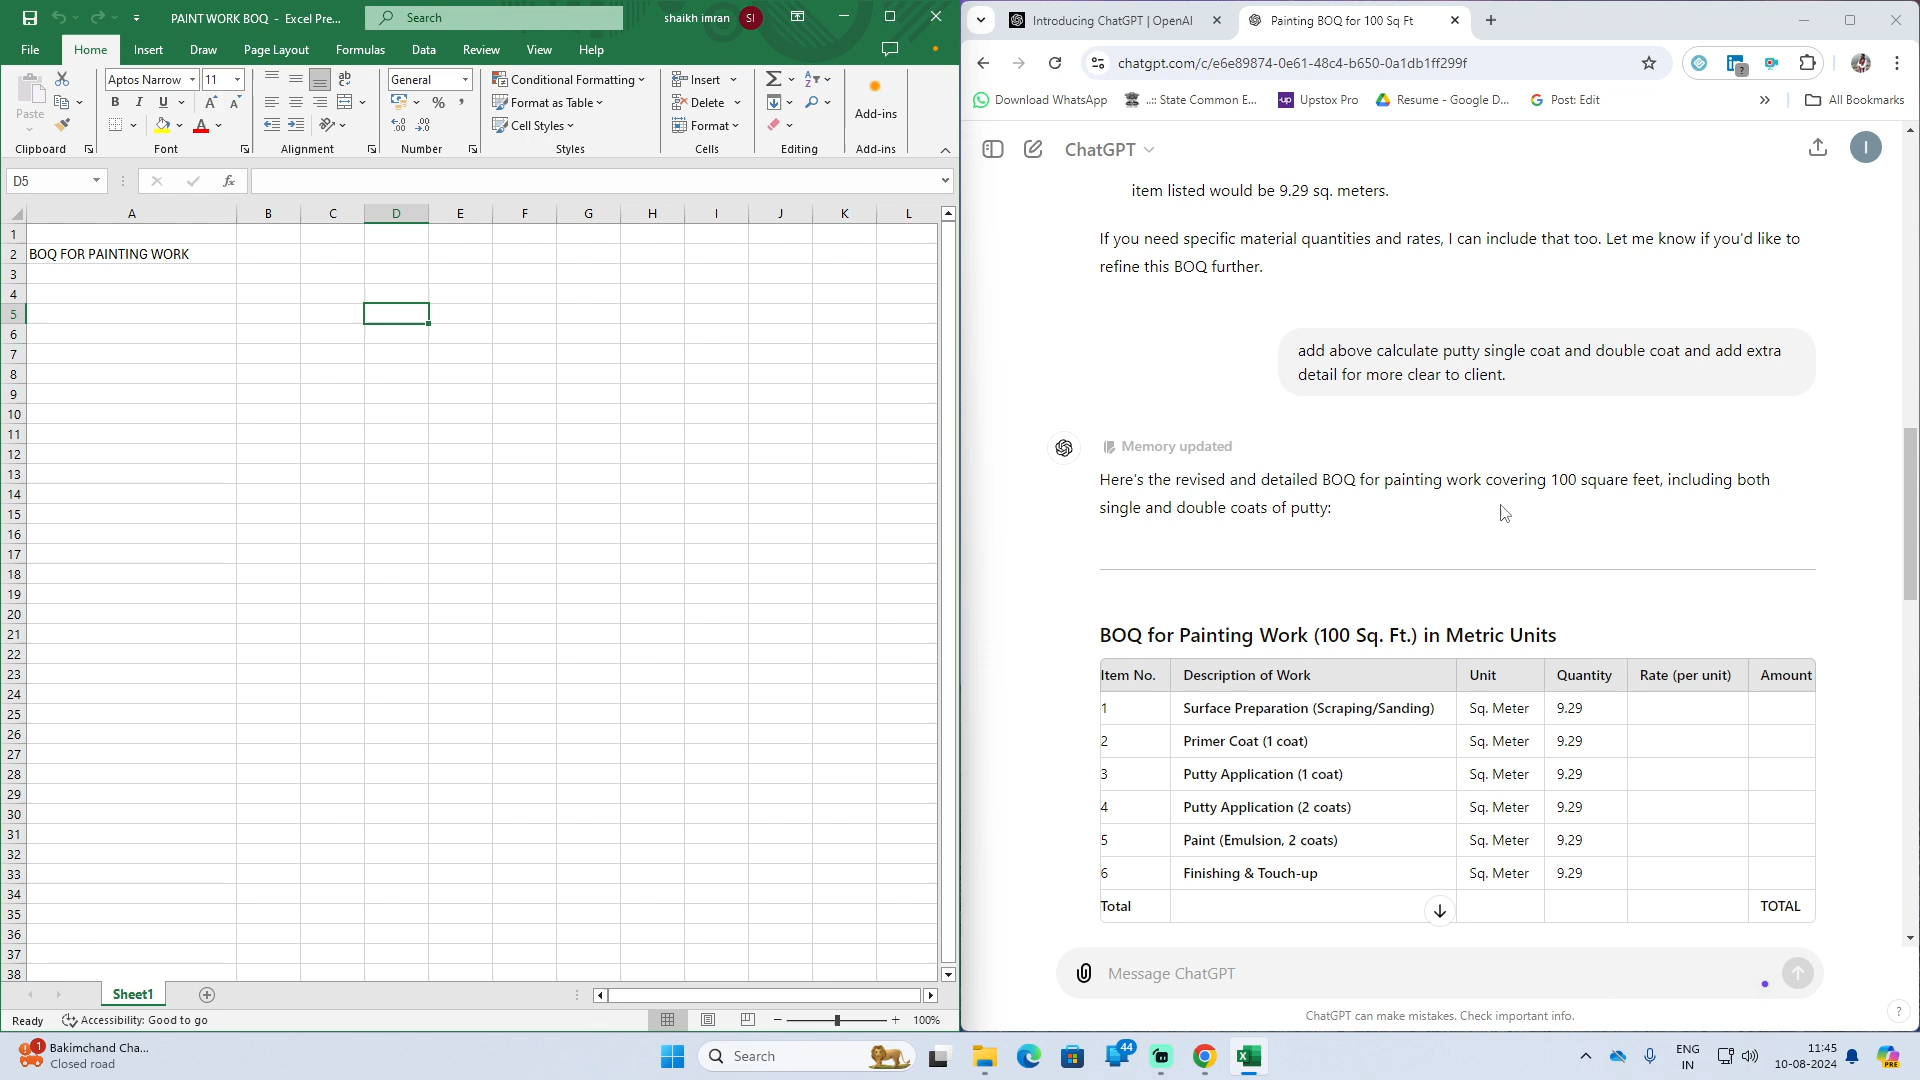 PAINT WORK BOQ - Excel Pre...
Search
shaikh imran
SI
File
Home
Insert
Draw
Page Layout
Formulas
Data
Review
View
Help
Paste
Clipboard
Aptos Narrow
11
B
I
U
Font
ab
Alignment
General
%
Number
Conditional Formatting
Format as Table
Cell Styles
Styles
Insert
Delete
Format
Cells
Editing
Add-ins
Add-ins
D5
fx
A B C D E F G H I J K L
1
2 BOQ FOR PAINTING WORK
3
4
5
6
7
8
9
10
11
12
13
14
15
16
17
18
19
20
21
22
23
24
25
26
27
28
29
30
31
32
33
34
35
36
37
38
Sheet1
Ready
Accessibility: Good to go
100%
Introducing ChatGPT | OpenAI
Painting BOQ for 100 Sq Ft
chatgpt.com/c/e6e89874-0e61-48c4-b650-0a1db1ff299f
Download WhatsApp
..:: State Common E...
up
Upstox Pro
Resume - Google D...
Post: Edit
»
All Bookmarks
ChatGPT
I
item listed would be 9.29 sq. meters.
If you need specific material quantities and rates, I can include that too. Let me know if you'd like to
refine this BOQ further.
add above calculate putty single coat and double coat and add extra
detail for more clear to client.
Memory updated
Here's the revised and detailed BOQ for painting work covering 100 square feet, including both
single and double coats of putty:
BOQ for Painting Work (100 Sq. Ft.) in Metric Units
Item No. Description of Work Unit Quantity Rate (per unit) Amount
1 Surface Preparation (Scraping/Sanding) Sq. Meter 9.29
2 Primer Coat (1 coat) Sq. Meter 9.29
3 Putty Application (1 coat) Sq. Meter 9.29
4 Putty Application (2 coats) Sq. Meter 9.29
5 Paint (Emulsion, 2 coats) Sq. Meter 9.29
6 Finishing & Touch-up Sq. Meter 9.29
Total TOTAL
Message ChatGPT
ChatGPT can make mistakes. Check important info.
?
1
Bakimchand Cha...
Closed road
Search
44
ENG
IN
11:45
10-08-2024
PRE